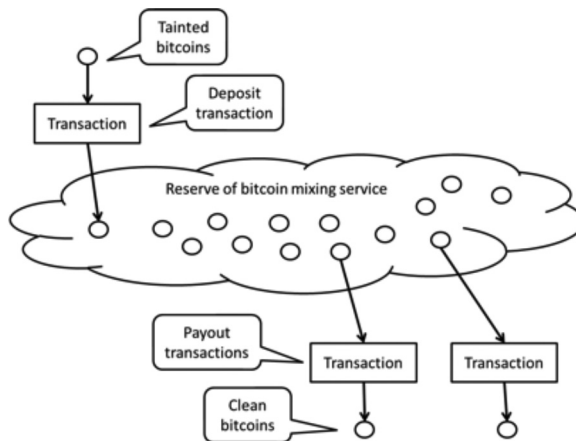 Tainted
bitcoins
Deposit
transaction
Transaction
Reserve of bitcoin mixing service
Payout
transactions
Transaction
Transaction
Clean
bitcoins